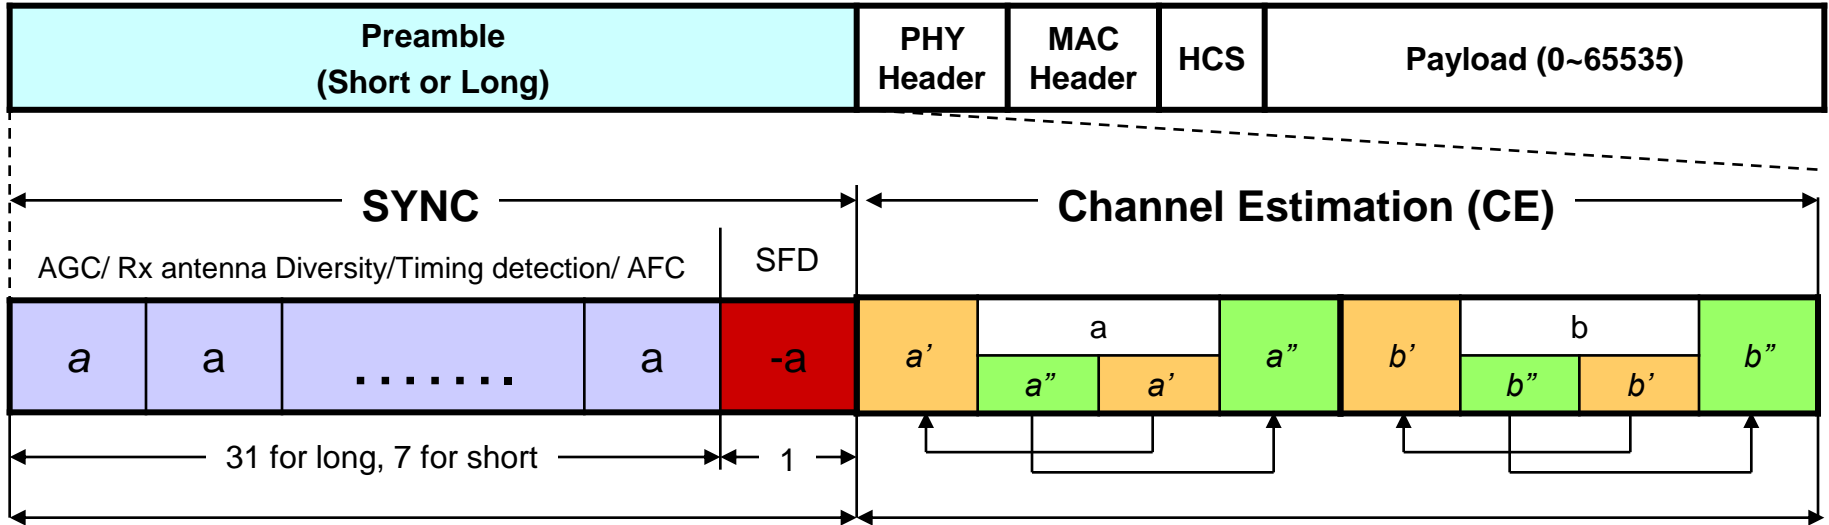 Preamble
(Short or Long)
PHY
Header
MAC
Header
HCS
Payload (0~65535)
SYNC
Channel Estimation (CE)
AGC/ Rx antenna Diversity/Timing detection/ AFC
SFD
a
a
.......
a
-a
a’
a
a”
a’
a”
b’
b
b”
b’
b”
31 for long, 7 for short
1